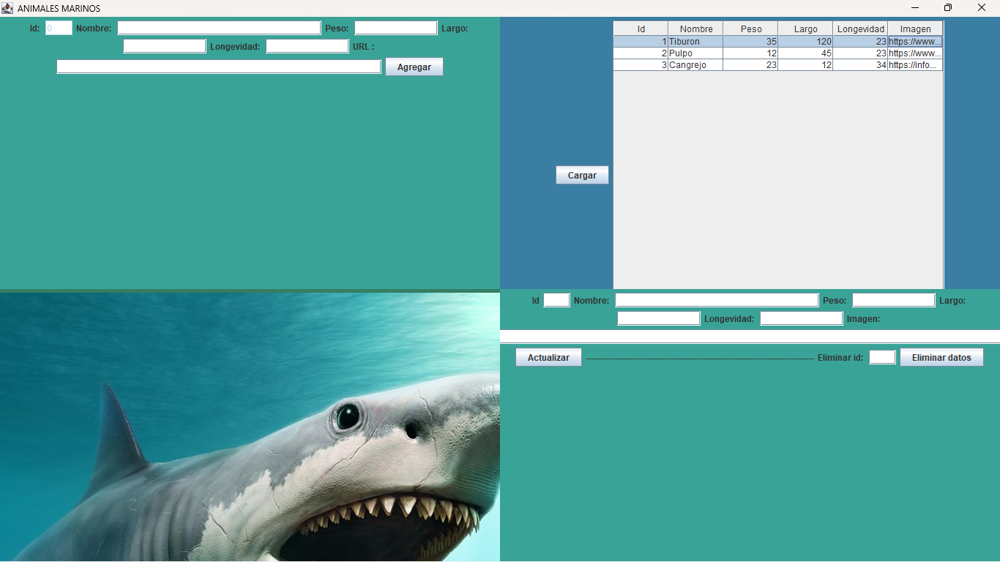 ANIMALES MARINOS
Id: 0 Nombre: Peso: Largo:
Longevidad: URL :
Agregar
Id Nombre Peso Largo Longevidad Imagen
1 Tiburon 35 120 23 https://www...
2 Pulpo 12 45 23 https://www...
3 Cangrejo 23 12 34 https://info...
Cargar
Id Nombre: Peso: Largo:
Longevidad: Imagen:
Actualizar ------------------------------------------------------------------------------ Eliminar id: Eliminar datos